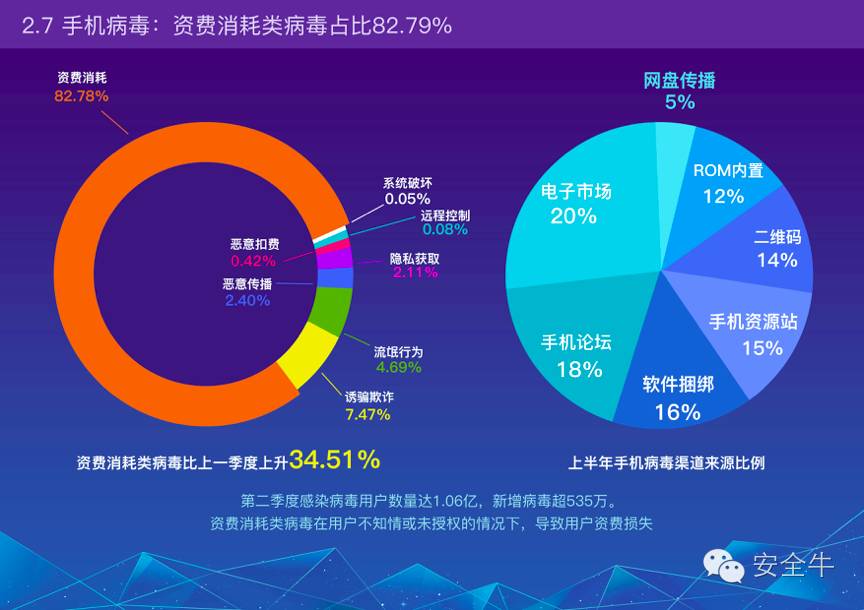 2.7 手机病毒：资费消耗类病毒占比82.79%
资费消耗
82.78%
系统破坏
0.05%
远程控制
0.08%
恶意扣费
0.42%
隐私获取
2.11%
恶意传播
2.40%
流氓行为
4.69%
诱骗欺诈
7.47%
资费消耗类病毒比上一季度上升34.51%
网盘传播
5%
ROM内置
12%
电子市场
20%
二维码
14%
手机资源站
15%
手机论坛
18%
软件捆绑
16%
上半年手机病毒渠道来源比例
第二季度感染病毒用户数量达1.06亿，新增病毒超535万。
资费消耗类病毒在用户不知情或未授权的情况下，导致用户资费损失
安全牛